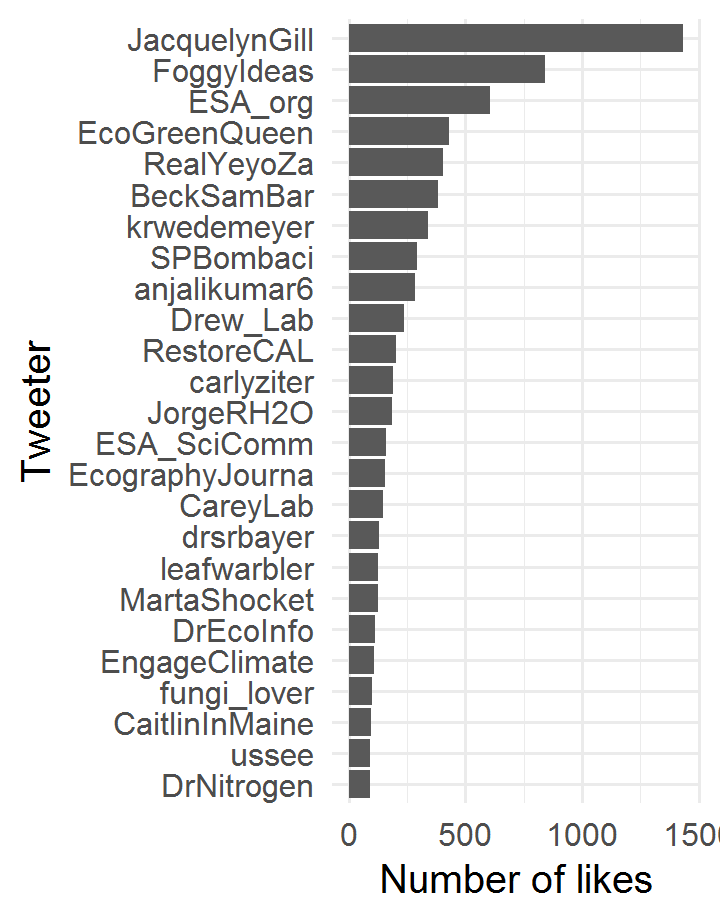 JacquelynGill
FoggyIdeas
ESA_org
EcoGreenQueen
RealYeyoZa
BeckSamBar
krwedemeyer
SPBombaci
anjalikumar6
Drew_Lab
RestoreCAL
carlyziter
JorgeRH2O
ESA_SciComm
EcographyJourna
CareyLab
drsrbayer
leafwarbler
MartaShocket
DrEcoInfo
EngageClimate
fungi_lover
CaitlinInMaine
ussee
DrNitrogen
Tweeter
0 500 1000 1500
Number of likes